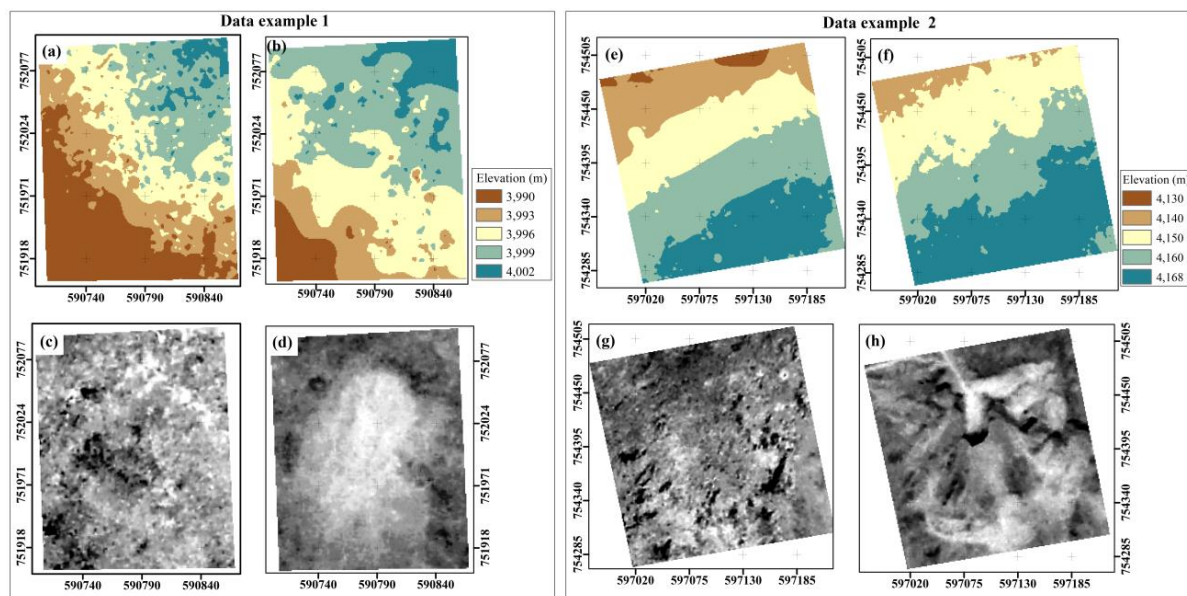 Data example 1
Data example 2
(a)
(b)
(e)
(f)
752077
752024
751971
751918
752077
752024
751971
751918
754505
754450
754395
754340
754285
754505
754450
754395
754340
754285
Elevation (m)
3,990
3,993
3,996
3,999
4,002
Elevation (m)
4,130
4,140
4,150
4,160
4,168
590740 590790 590840
590740 590790 590840
597020 597075 597130 597185
597020 597075 597130 597185
(c)
(d)
(g)
(h)
752077
752024
751971
751918
752077
752024
751971
751918
754505
754450
754395
754340
754285
754505
754450
754395
754340
754285
590740 590790 590840
590740 590790 590840
597020 597075 597130 597185
597020 597075 597130 597185